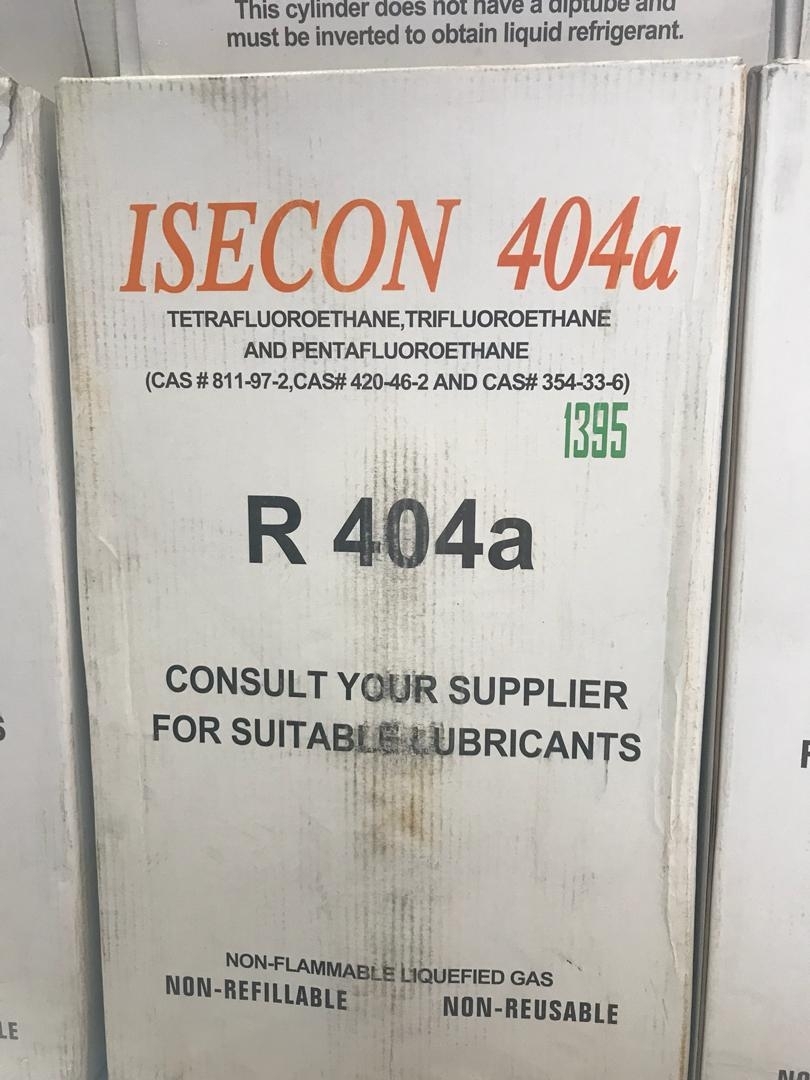 This cylinder does not have a diptube and
must be inverted to obtain liquid refrigerant.
ISECON 404a
TETRAFLUOROETHANE,TRIFLUOROETHANE
AND PENTAFLUOROETHANE
(CAS # 811-97-2,CAS# 420-46-2 AND CAS# 354-33-6)
1395
R 404a
CONSULT YOUR SUPPLIER
FOR SUITABLE LUBRICANTS
NON-FLAMMABLE LIQUEFIED GAS
NON-REFILLABLE NON-REUSABLE